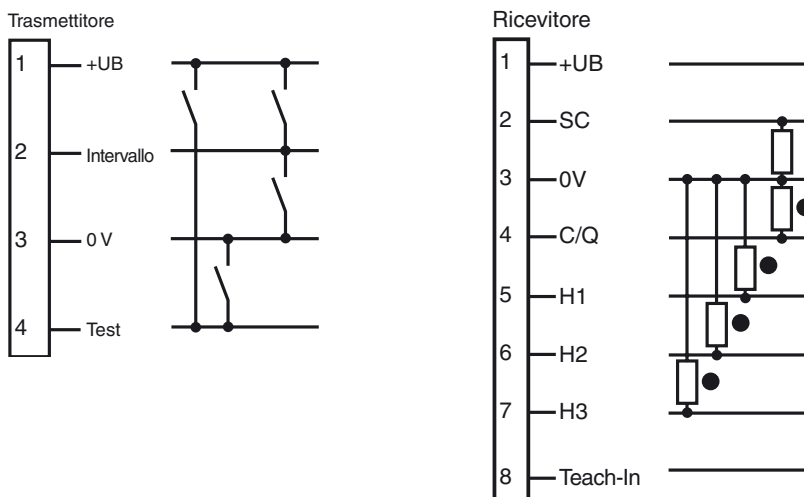 Trasmettitore
1 +UB
2 Intervallo
3 0 V
4 Test
Ricevitore
1 +UB
2 SC
3 0V
4 C/Q
5 H1
6 H2
7 H3
8 Teach-In